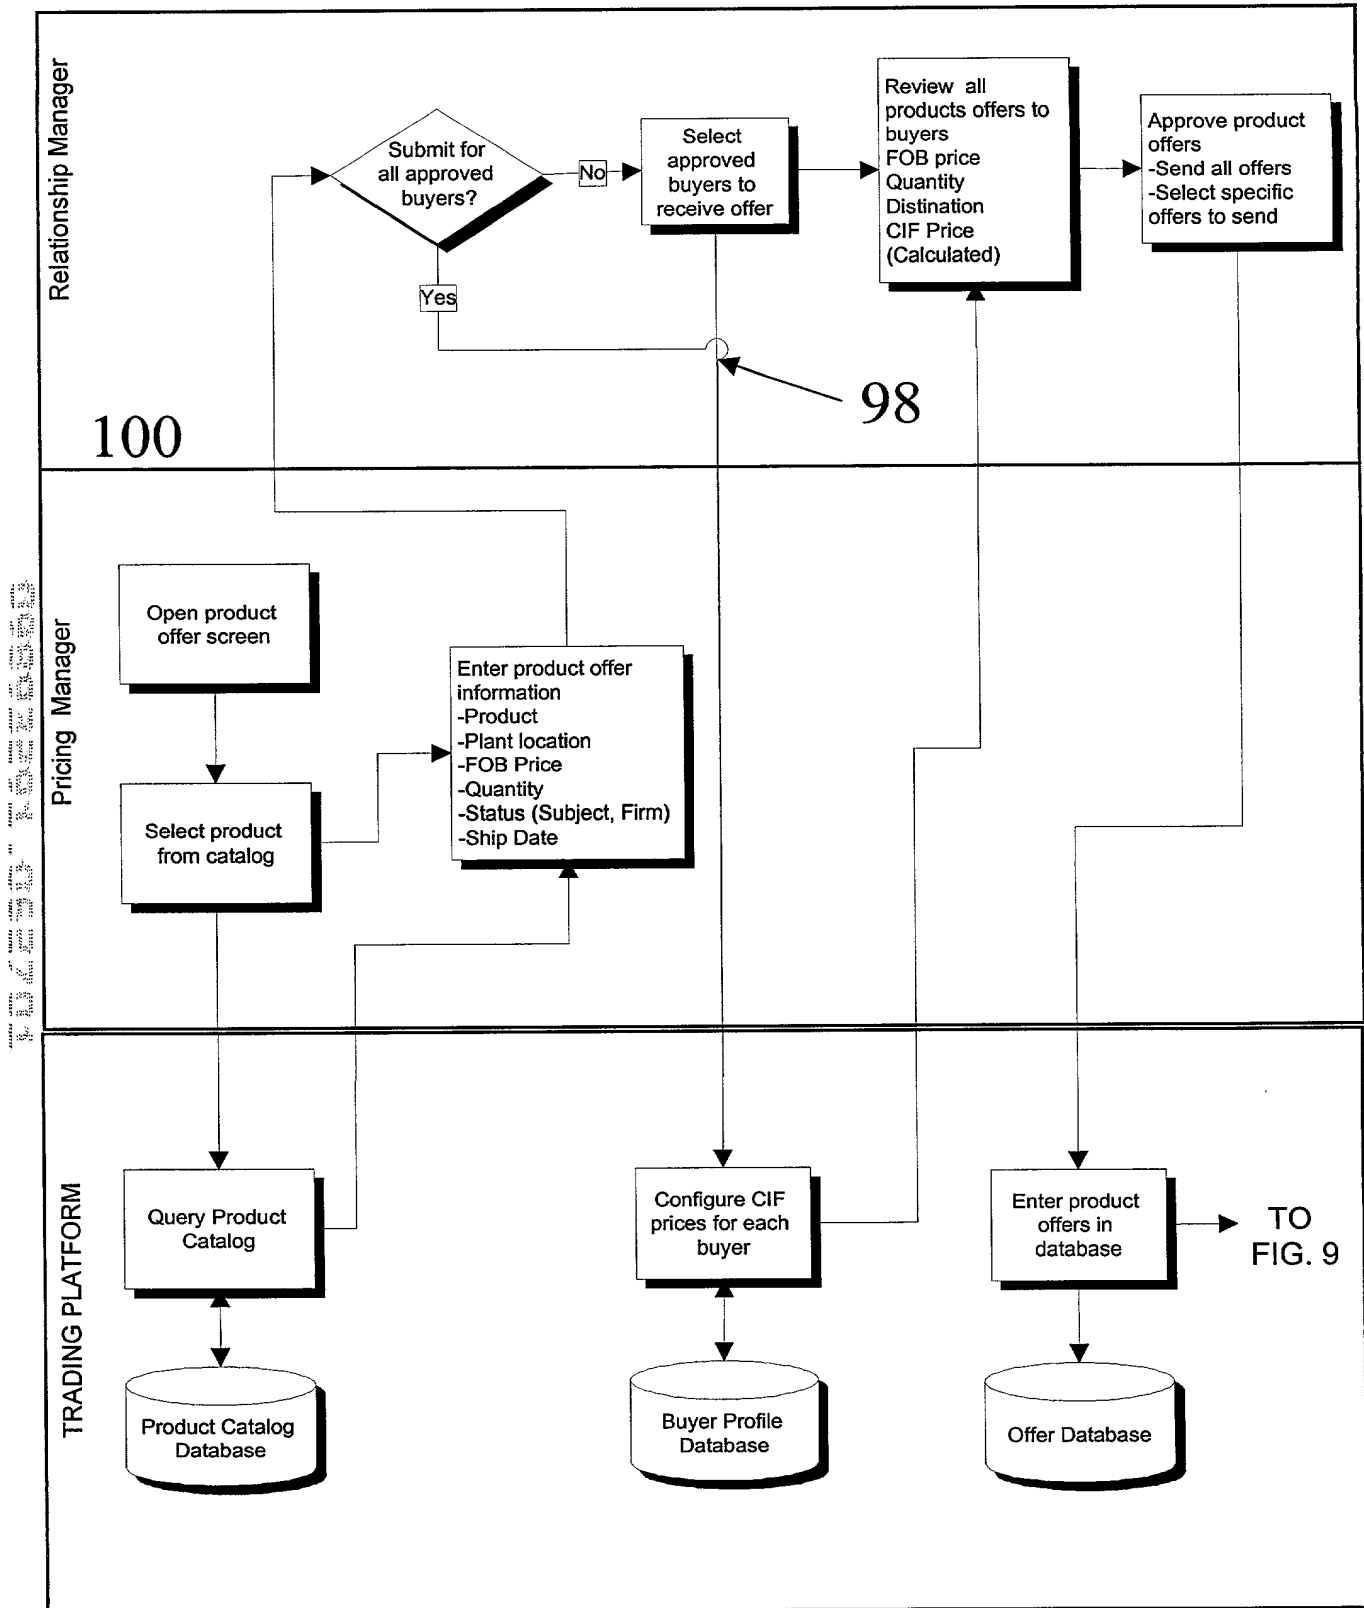 Relationship Manager
Submit for
all approved
buyers?
No
Yes
Select
approved
buyers to
receive offer
Review all
products offers to
buyers
FOB price
Quantity
Distination
CIF Price
(Calculated)
Approve product
offers
-Send all offers
-Select specific
offers to send
98
100
Pricing Manager
Open product
offer screen
Select product
from catalog
Enter product offer
information
-Product
-Plant location
-FOB Price
-Quantity
-Status (Subject, Firm)
-Ship Date
TRADING PLATFORM
Query Product
Catalog
Configure CIF
prices for each
buyer
Enter product
offers in
database
TO
FIG. 9
Product Catalog
Database
Buyer Profile
Database
Offer Database